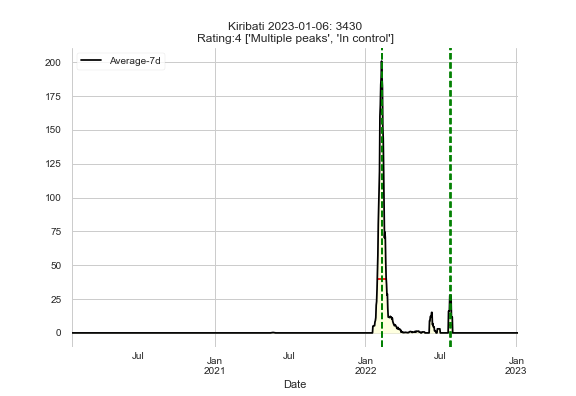 Kiribati 2023-01-06: 3430
Rating:4 ['Multiple peaks', 'In control']
Average-7d
200
175
150
125
100
75
50
25
0
Jul
Jan
2021
Jul
Jan
2022
Jul
Jan
2023
Date